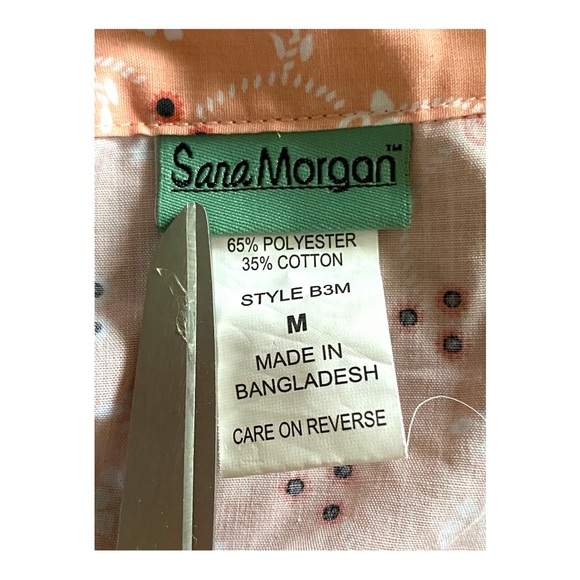 Sara Morgan™
65% POLYESTER
35% COTTON
STYLE B3M
M
MADE IN
BANGLADESH
CARE ON REVERSE